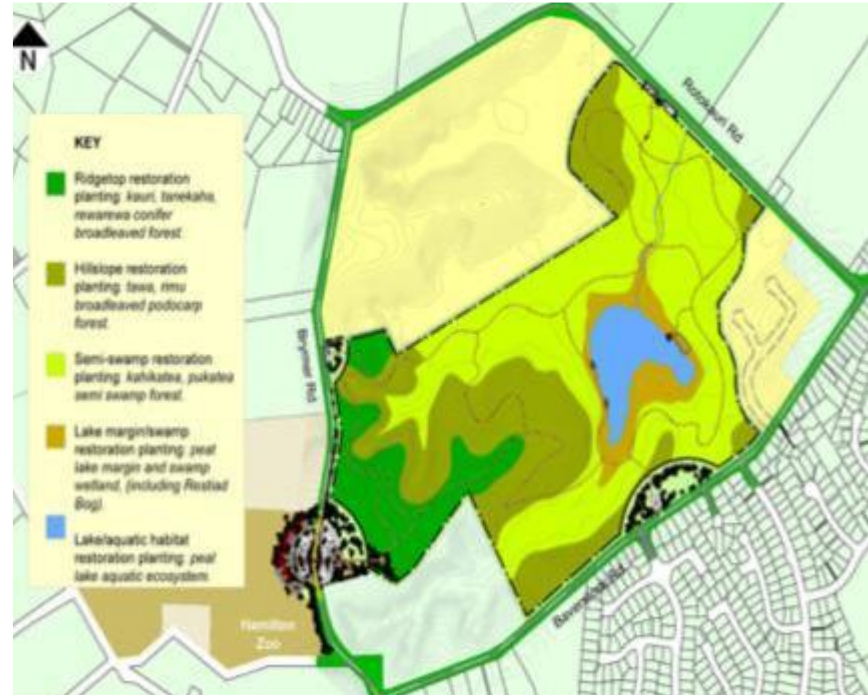 N
KEY
Ridgetop restoration
planting: kauri, tanekaha,
rewarewa conifer
broadleaved forest.
Hillslope restoration
planting: tawa, rimu
broadleaved podocarp
forest.
Semi-swamp restoration
planting: kahikatea, pukatea
semi swamp forest.
Lake margin/swamp
restoration planting: peat
lake margin and swamp
wetland, (including Restiad
Bog).
Lake/aquatic habitat
restoration planting: peat
lake aquatic ecosystem.
Rotokauri Rd
Brymer Rd
Baverstock Rd
Hamilton
Zoo